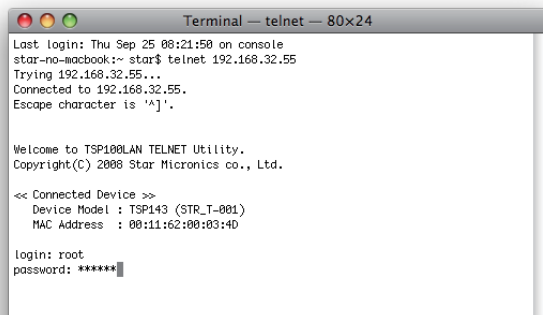 Terminal — telnet — 80×24
Last login: Thu Sep 25 08:21:50 on console
star-no-macbook:~ star$ telnet 192.168.32.55
Trying 192.168.32.55...
Connected to 192.168.32.55.
Escape character is '^]'.
Welcome to TSP100LAN TELNET Utility.
Copyright(C) 2008 Star Micronics co., Ltd.
<< Connected Device >>
Device Model : TSP143 (STR_T-001)
MAC Address : 00:11:62:00:03:4D
login: root
password: ******